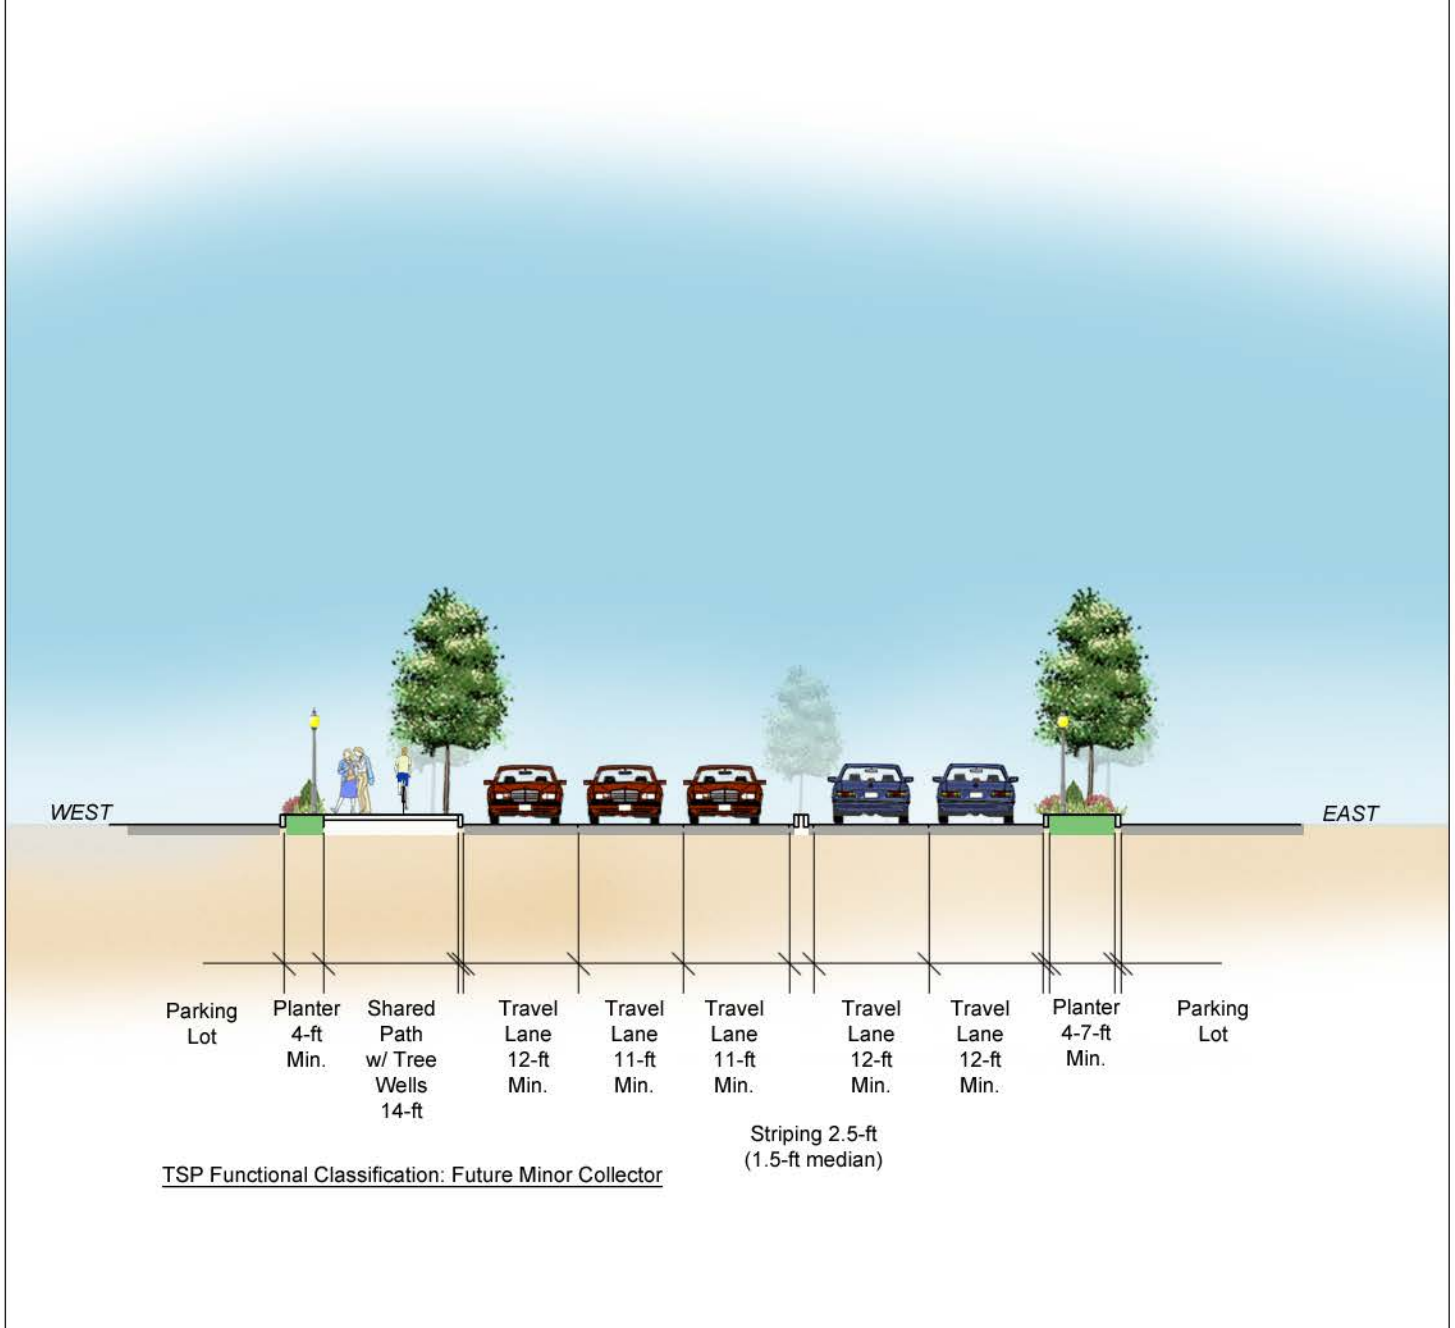 WEST
EAST
Parking
Lot
Planter
4-ft
Min.
Shared
Path
w/ Tree
Wells
14-ft
Travel
Lane
12-ft
Min.
Travel
Lane
11-ft
Min.
Travel
Lane
11-ft
Min.
Striping 2.5-ft
(1.5-ft median)
Travel
Lane
12-ft
Min.
Travel
Lane
12-ft
Min.
Planter
4-7-ft
Min.
Parking
Lot
TSP Functional Classification: Future Minor Collector